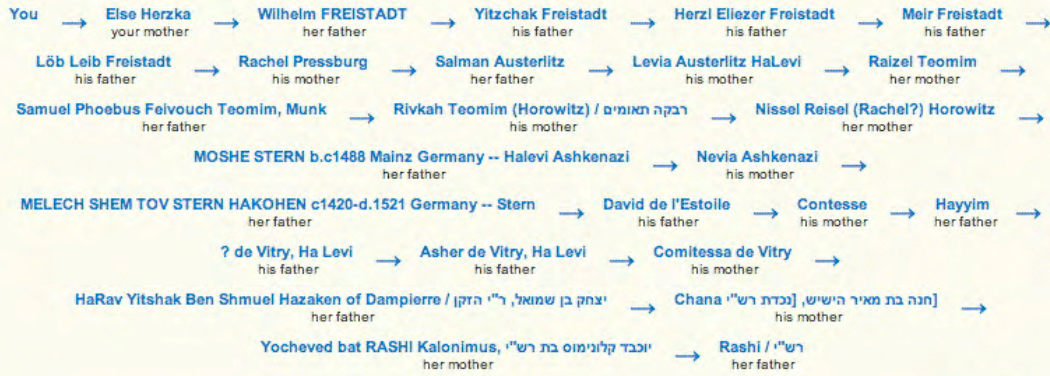 You → Else Herzka → Wilhelm FREISTADT → Yitzchak Freistadt → Herzl Eliezer Freistadt → Meir Freistadt →
your mother her father his father his father his father
Löb Leib Freistadt → Rachel Pressburg → Salman Austerlitz → Levia Austerlitz HaLevi → Raizel Teomim →
his father his mother her father his mother her mother
Samuel Phoebus Feivouch Teomim, Munk → Rivkah Teomim (Horowitz) / רבקה תאומים → Nissel Reisel (Rachel?) Horowitz →
her father his mother her mother
MOSHE STERN b.c1488 Mainz Germany -- Halevi Ashkenazi → Nevia Ashkenazi →
her father his mother
MELECH SHEM TOV STERN HAKOHEN c1420-d.1521 Germany -- Stern → David de l'Estoile → Contesse → Hayyim →
her father his father his mother her father
? de Vitry, Ha Levi → Asher de Vitry, Ha Levi → Comitessa de Vitry →
his father his father his mother
HaRav Yitshak Ben Shmuel Hazaken of Dampierre / יצחק בן שמואל, ר"י הזקן → Chana חנה בת מאיר הישיש, [נכדת רש"י] →
her father his mother
Yocheved bat RASHI Kalonimus, יוכבד קלונימוס בת רש"י → Rashi / רש"י
her mother her father